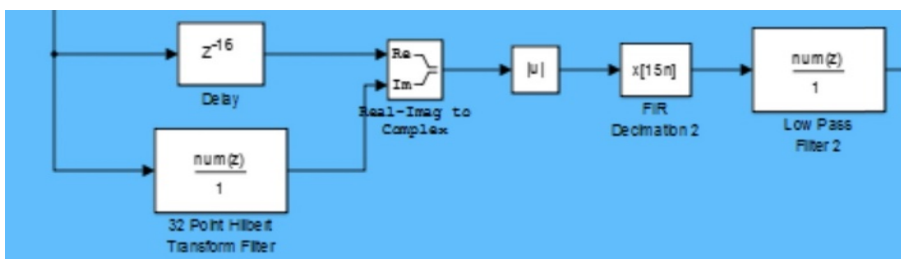 z-16
Delay
num(z)
1
32 Point Hilbert
Transform Filter
Re
Im
Real-Imag to
Complex
|u|
x[15n]
FIR
Decimation 2
num(z)
1
Low Pass
Filter 2